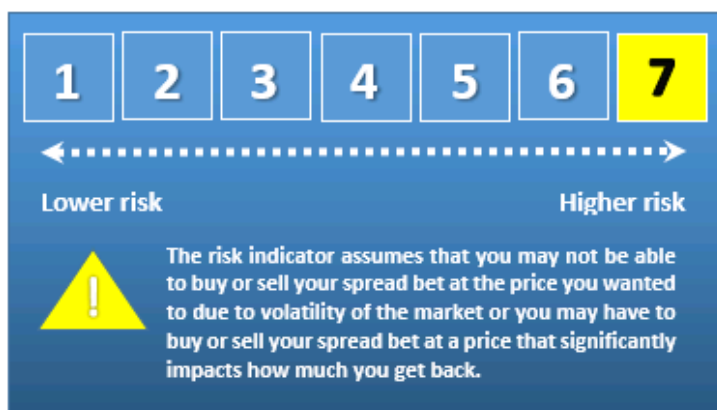 1 2 3 4 5 6 7
Lower risk Higher risk
!
The risk indicator assumes that you may not be able
to buy or sell your spread bet at the price you wanted
to due to volatility of the market or you may have to
buy or sell your spread bet at a price that significantly
impacts how much you get back.